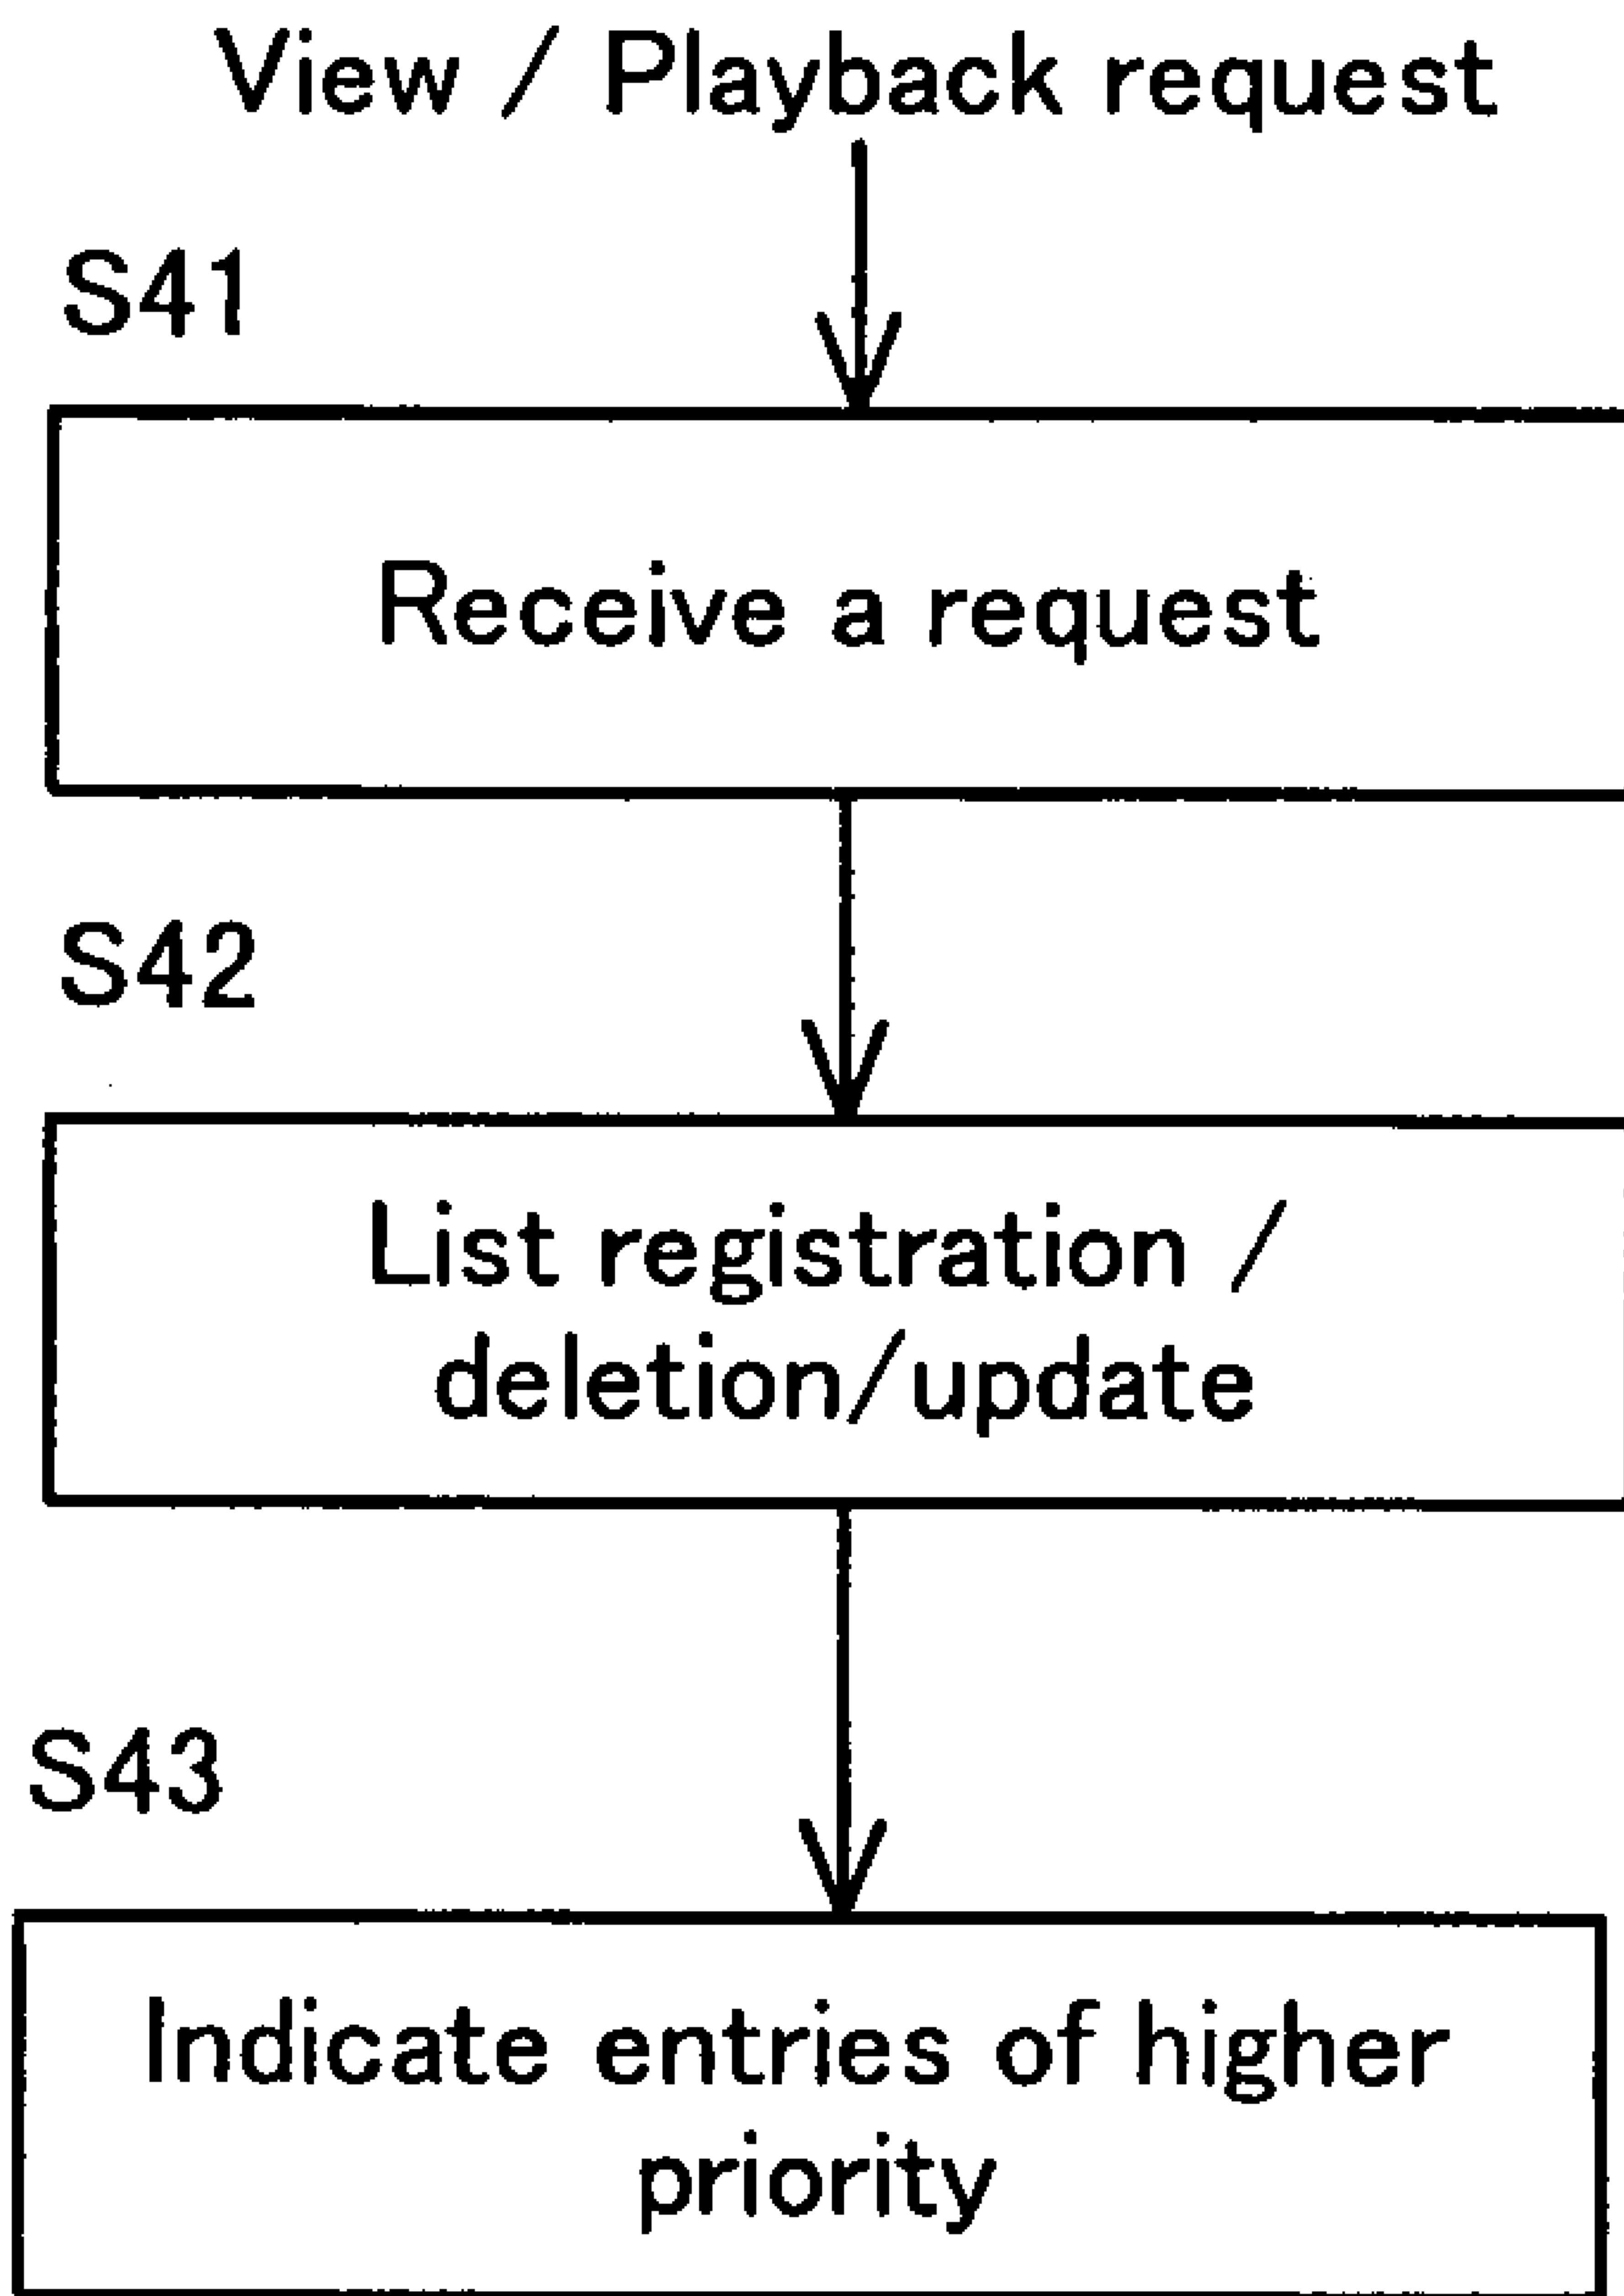 View / Playback request
S41
Receive a request
S42
List registration /
deletion/update
S43
Indicate entries of higher
priority